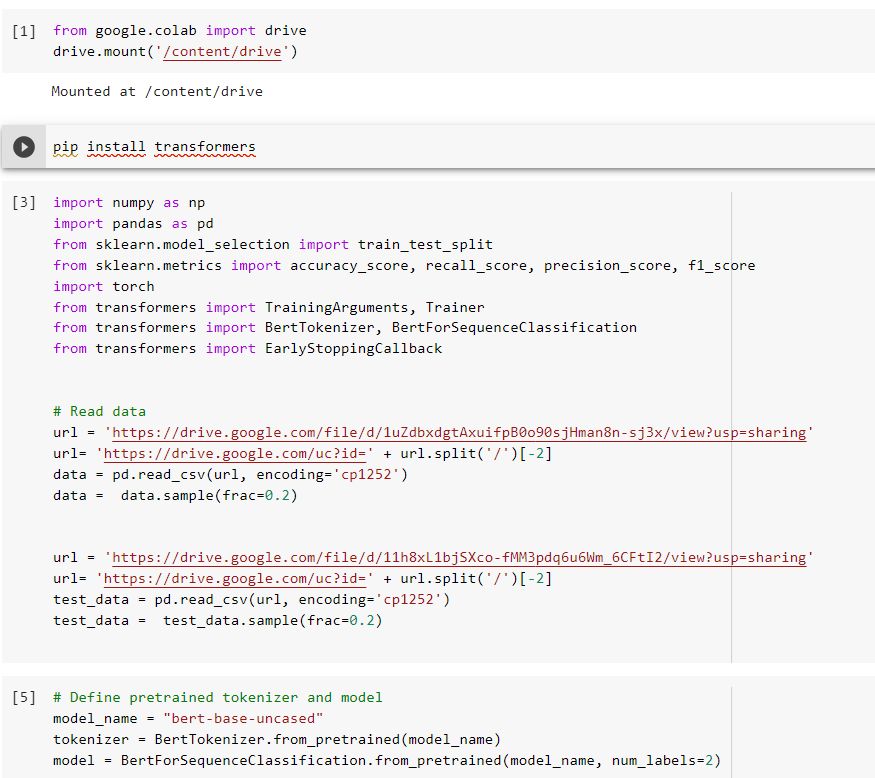 [1] from google.colab import drive
drive.mount('/content/drive')
Mounted at /content/drive
pip install transformers
[3] import numpy as np
import pandas as pd
from sklearn.model_selection import train_test_split
from sklearn.metrics import accuracy_score, recall_score, precision_score, f1_score
import torch
from transformers import TrainingArguments, Trainer
from transformers import BertTokenizer, BertForSequenceClassification
from transformers import EarlyStoppingCallback
# Read data
url = 'https://drive.google.com/file/d/1uZdbxdgtAxuifpB0o90sjHman8n-sj3x/view?usp=sharing'
url= 'https://drive.google.com/uc?id=' + url.split('/')[-2]
data = pd.read_csv(url, encoding='cp1252')
data =  data.sample(frac=0.2)
url = 'https://drive.google.com/file/d/11h8xL1bjSXco-fMM3pdq6u6Wm_6CFtI2/view?usp=sharing'
url= 'https://drive.google.com/uc?id=' + url.split('/')[-2]
test_data = pd.read_csv(url, encoding='cp1252')
test_data =  test_data.sample(frac=0.2)
[5] # Define pretrained tokenizer and model
model_name = "bert-base-uncased"
tokenizer = BertTokenizer.from_pretrained(model_name)
model = BertForSequenceClassification.from_pretrained(model_name, num_labels=2)